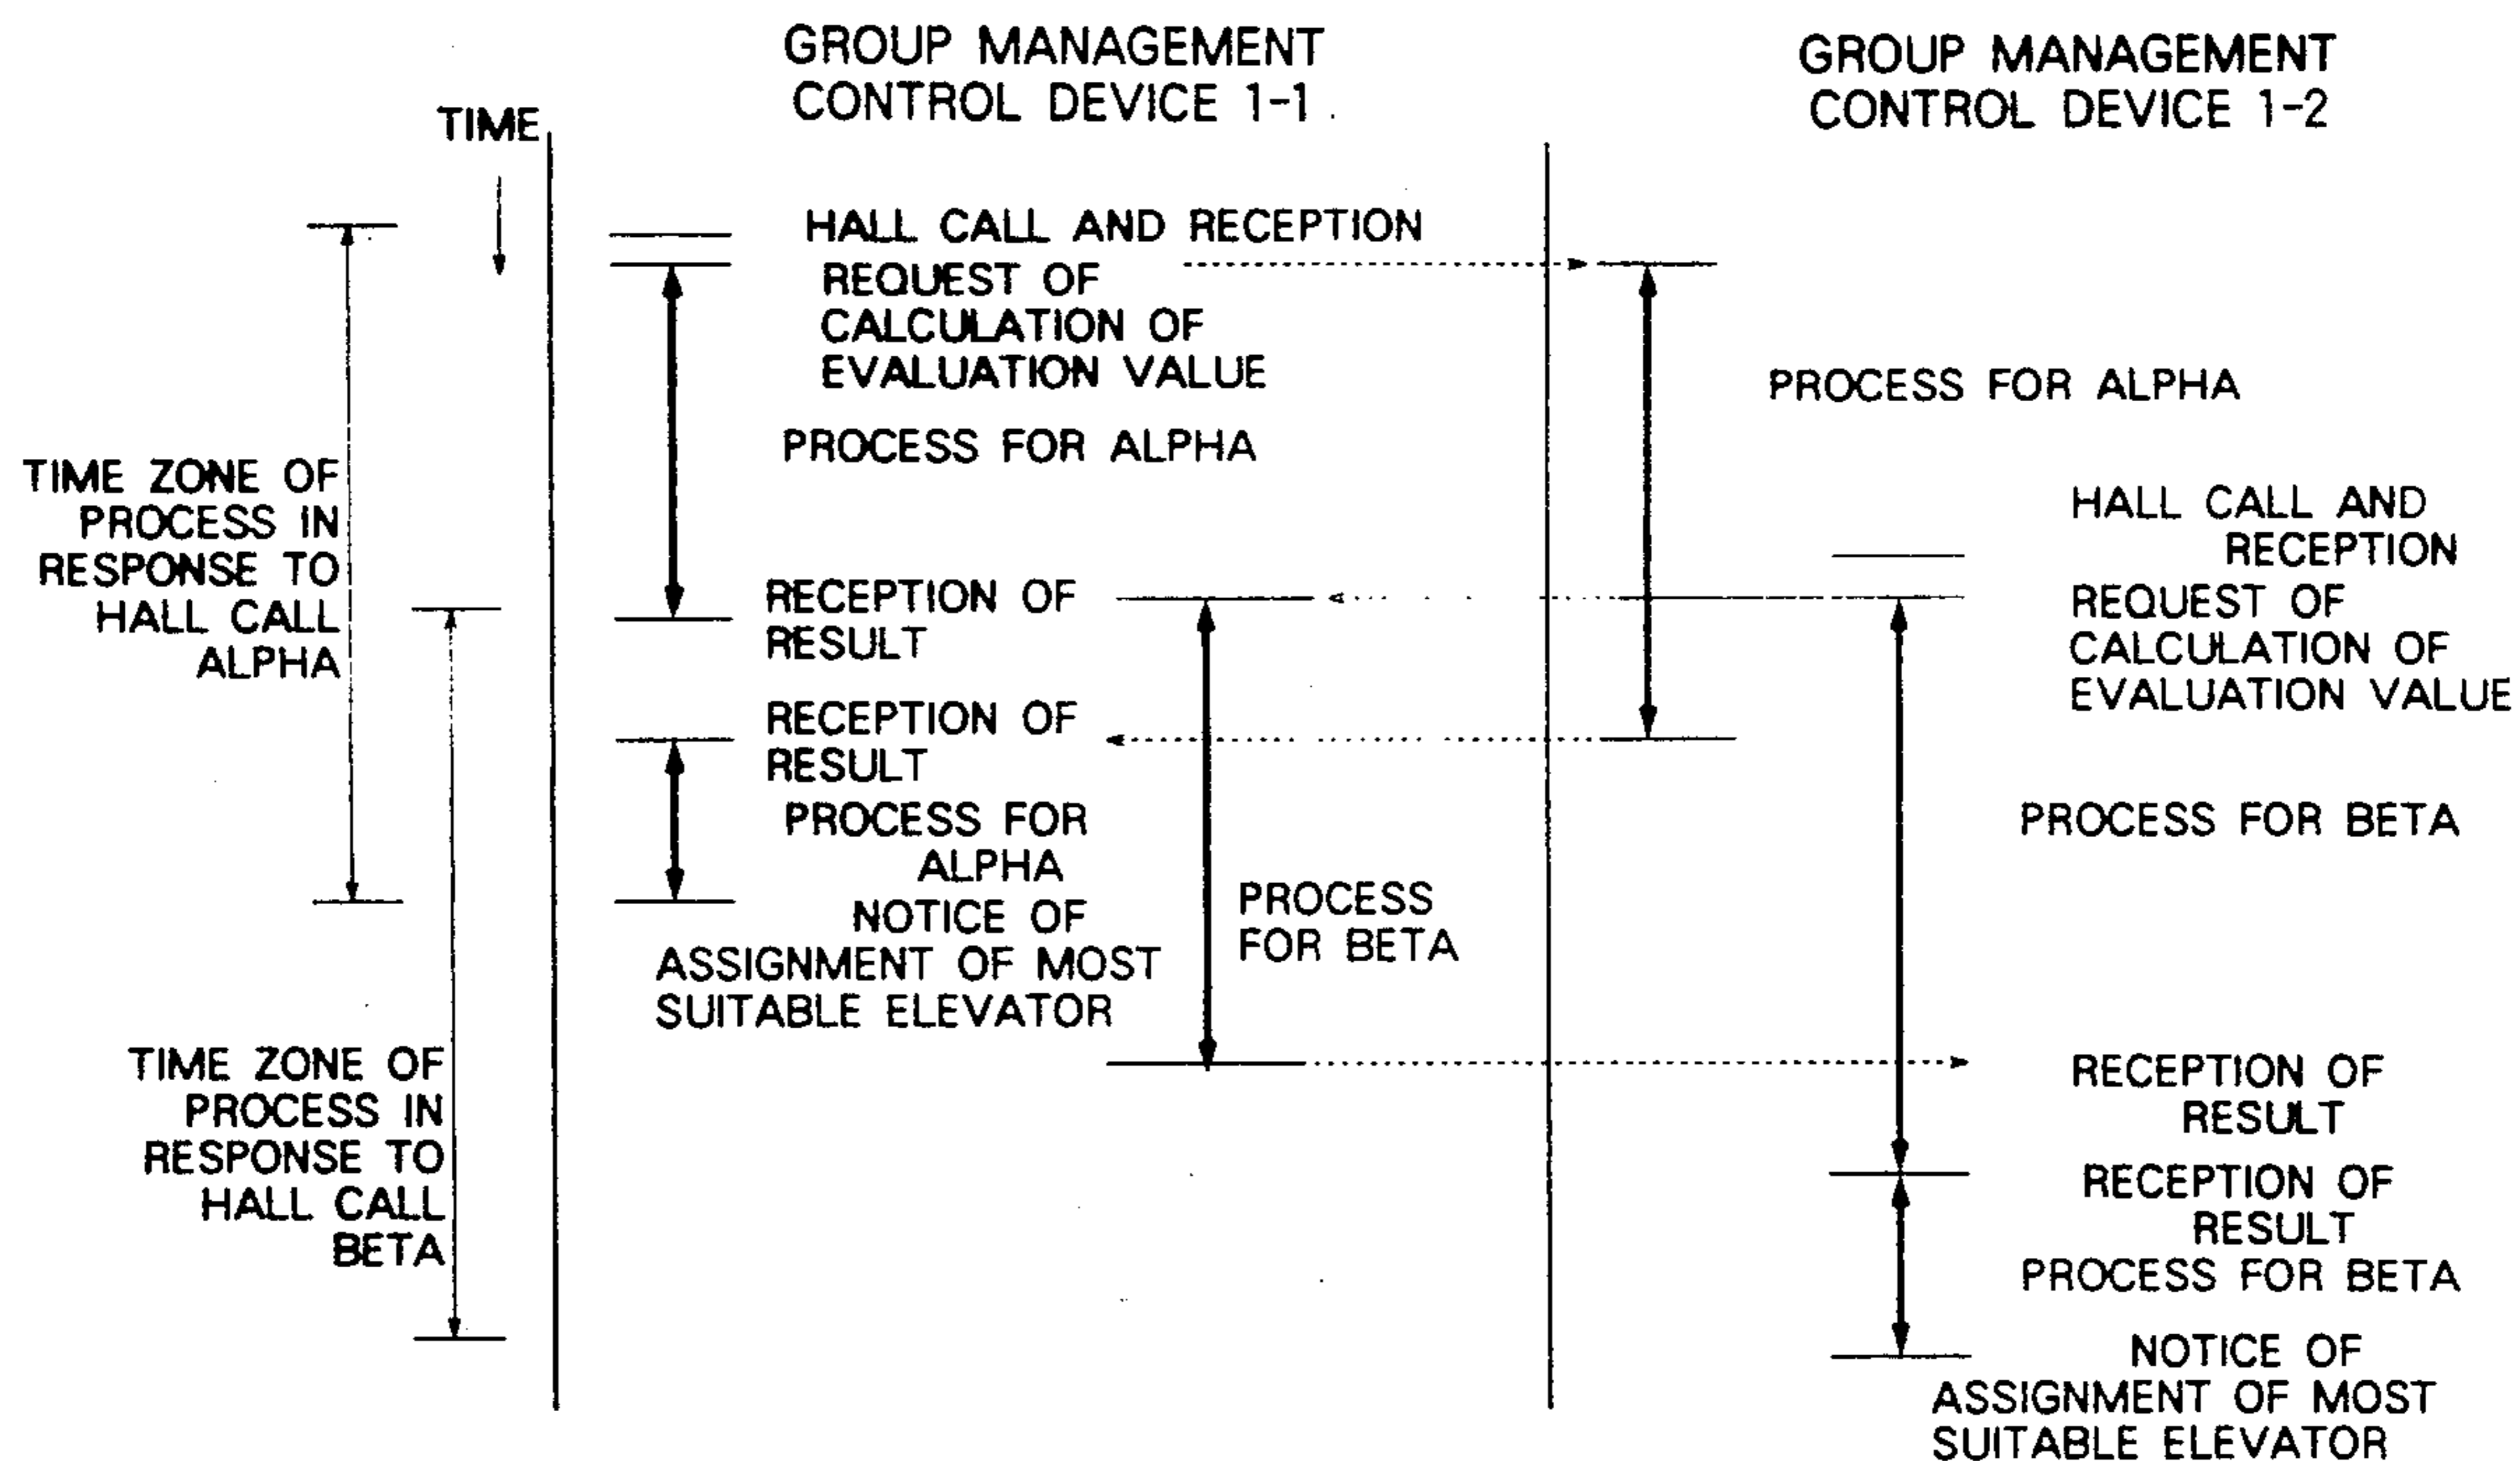 GROUP MANAGEMENT
CONTROL DEVICE 1-1
GROUP MANAGEMENT
CONTROL DEVICE 1-2
TIME
HALL CALL AND RECEPTION
REQUEST OF
CALCULATION OF
EVALUATION VALUE
PROCESS FOR ALPHA
PROCESS FOR ALPHA
TIME ZONE OF
PROCESS IN
RESPONSE TO
HALL CALL
ALPHA
HALL CALL AND
RECEPTION
RECEPTION OF
RESULT
REQUEST OF
CALCULATION OF
EVALUATION VALUE
RECEPTION OF
RESULT
PROCESS FOR
ALPHA
PROCESS FOR BETA
NOTICE OF
ASSIGNMENT OF MOST
SUITABLE ELEVATOR
PROCESS
FOR BETA
TIME ZONE OF
PROCESS IN
RESPONSE TO
HALL CALL
BETA
RECEPTION OF
RESULT
RECEPTION OF
RESULT
PROCESS FOR BETA
NOTICE OF
ASSIGNMENT OF MOST
SUITABLE ELEVATOR